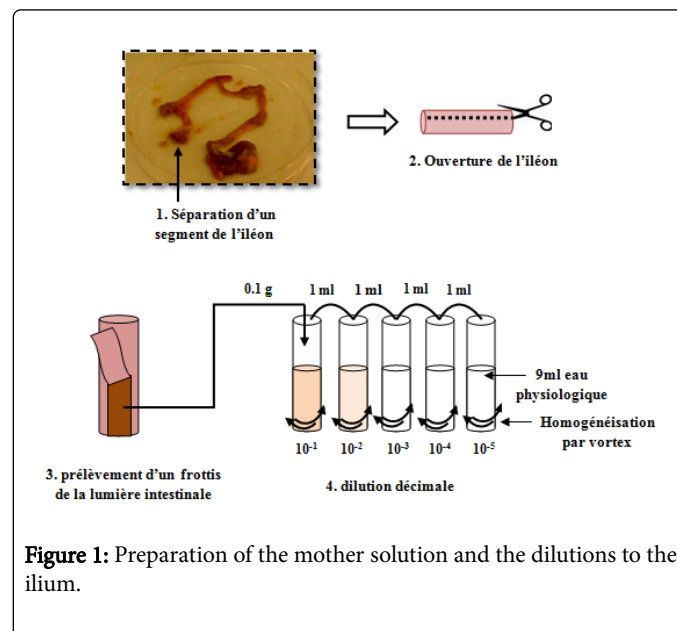 1. Séparation d'un
segment de l'iléon
2. Ouverture de l'iléon
0.1 g
1 ml 1 ml 1 ml 1 ml
9ml eau
physiologique
Homogénéisation
par vortex
10⁻¹ 10⁻² 10⁻³ 10⁻⁴ 10⁻⁵
3. prélèvement d'un frottis
de la lumière intestinale
4. dilution décimale
Figure 1: Preparation of the mother solution and the dilutions to the
ilium.